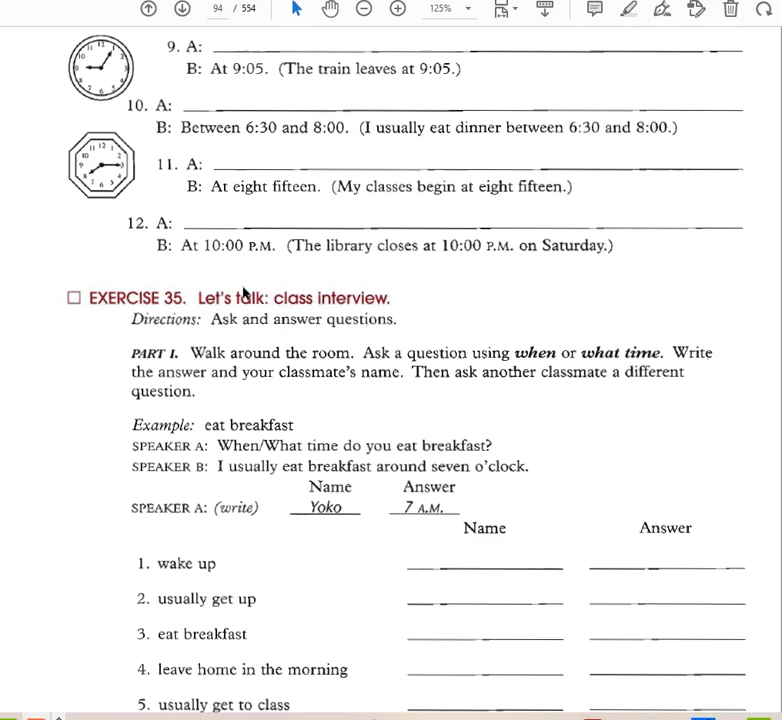 94 / 554
125%
9. A:
B: At 9:05. (The train leaves at 9:05.)
10. A:
B: Between 6:30 and 8:00. (I usually eat dinner between 6:30 and 8:00.)
11. A:
B: At eight fifteen. (My classes begin at eight fifteen.)
12. A:
B: At 10:00 P.M. (The library closes at 10:00 P.M. on Saturday.)
EXERCISE 35. Let's talk: class interview.
Directions: Ask and answer questions.
PART I. Walk around the room. Ask a question using when or what time. Write
the answer and your classmate's name. Then ask another classmate a different
question.
Example: eat breakfast
SPEAKER A: When/What time do you eat breakfast?
SPEAKER B: I usually eat breakfast around seven o'clock.
Name Answer
SPEAKER A: (write) Yoko 7 A.M.
Name Answer
1. wake up
2. usually get up
3. eat breakfast
4. leave home in the morning
5. usually get to class